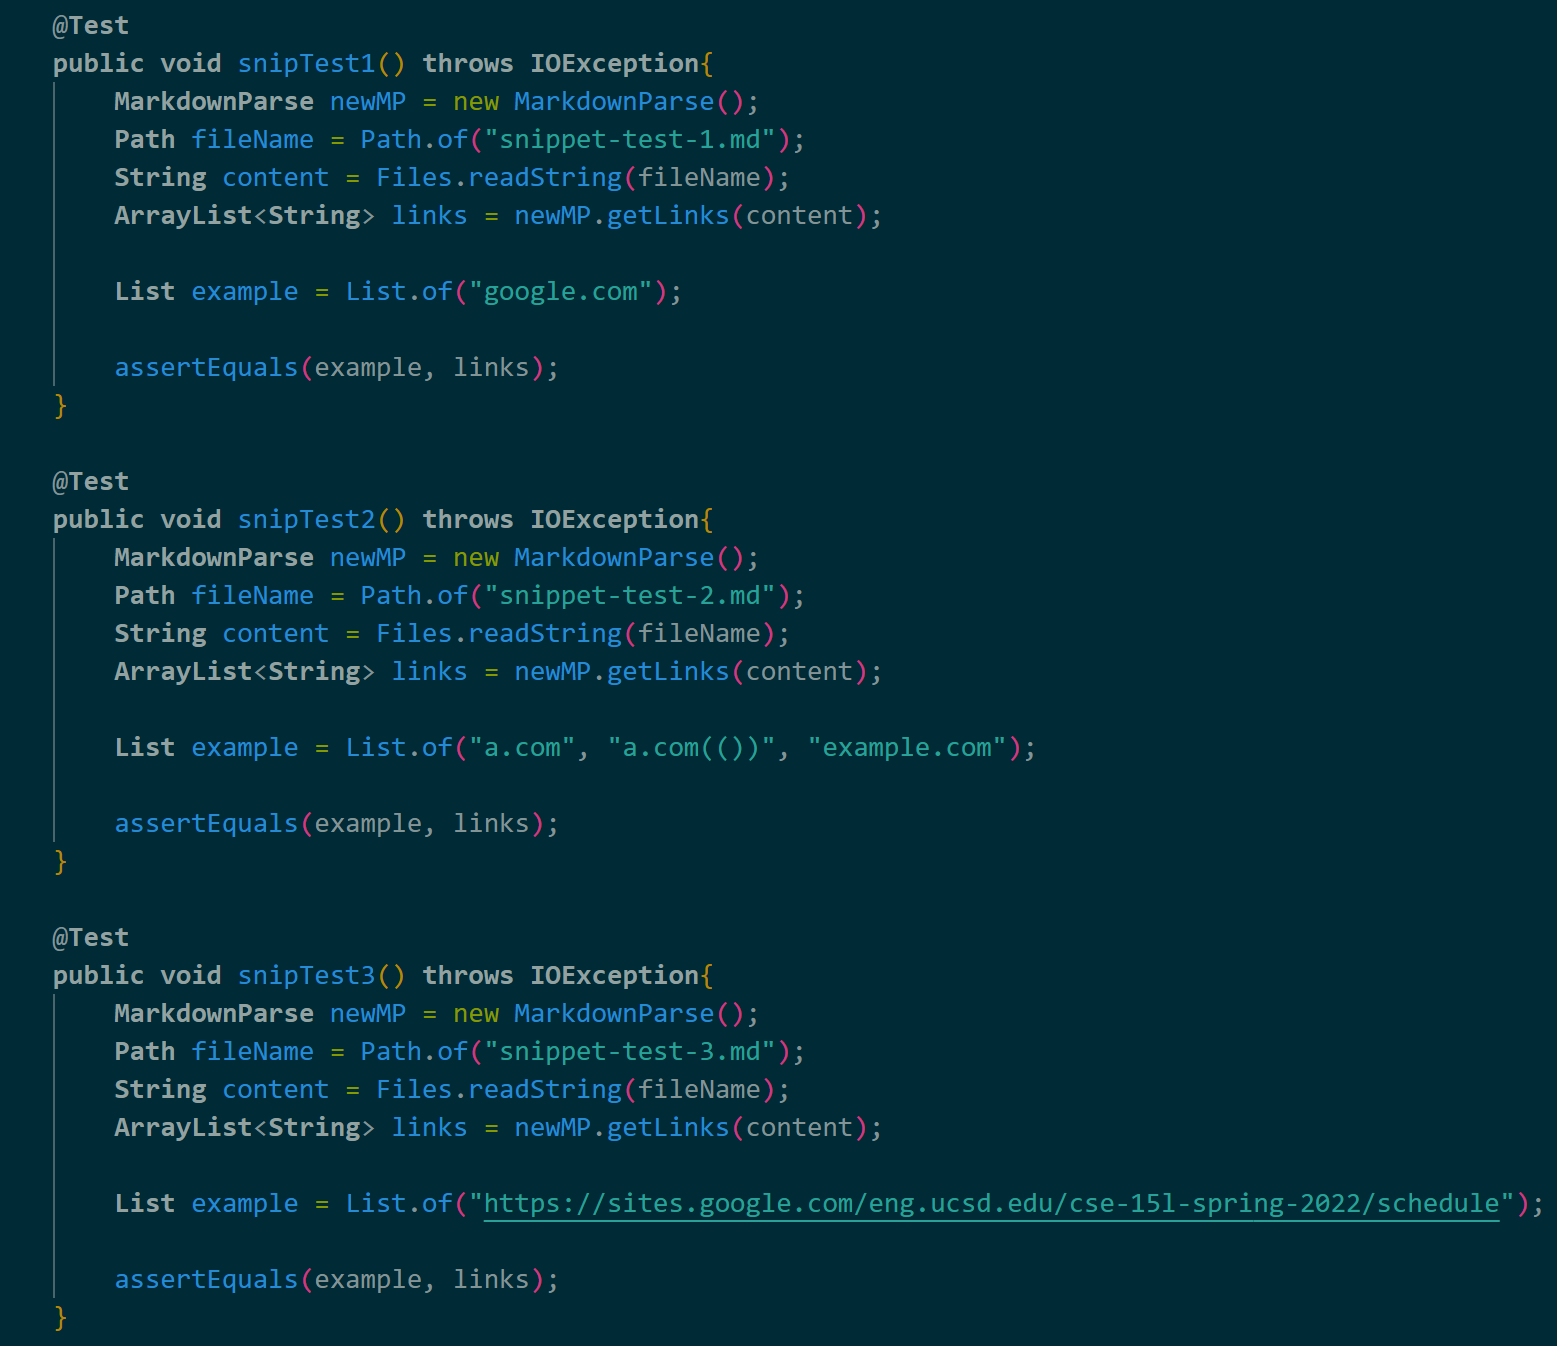 @Test
public void snipTest1() throws IOException{
    MarkdownParse newMP = new MarkdownParse();
    Path fileName = Path.of("snippet-test-1.md");
    String content = Files.readString(fileName);
    ArrayList<String> links = newMP.getLinks(content);

    List example = List.of("google.com");

    assertEquals(example, links);
}

@Test
public void snipTest2() throws IOException{
    MarkdownParse newMP = new MarkdownParse();
    Path fileName = Path.of("snippet-test-2.md");
    String content = Files.readString(fileName);
    ArrayList<String> links = newMP.getLinks(content);

    List example = List.of("a.com", "a.com(())", "example.com");

    assertEquals(example, links);
}

@Test
public void snipTest3() throws IOException{
    MarkdownParse newMP = new MarkdownParse();
    Path fileName = Path.of("snippet-test-3.md");
    String content = Files.readString(fileName);
    ArrayList<String> links = newMP.getLinks(content);

    List example = List.of("https://sites.google.com/eng.ucsd.edu/cse-15l-spring-2022/schedule");

    assertEquals(example, links);
}